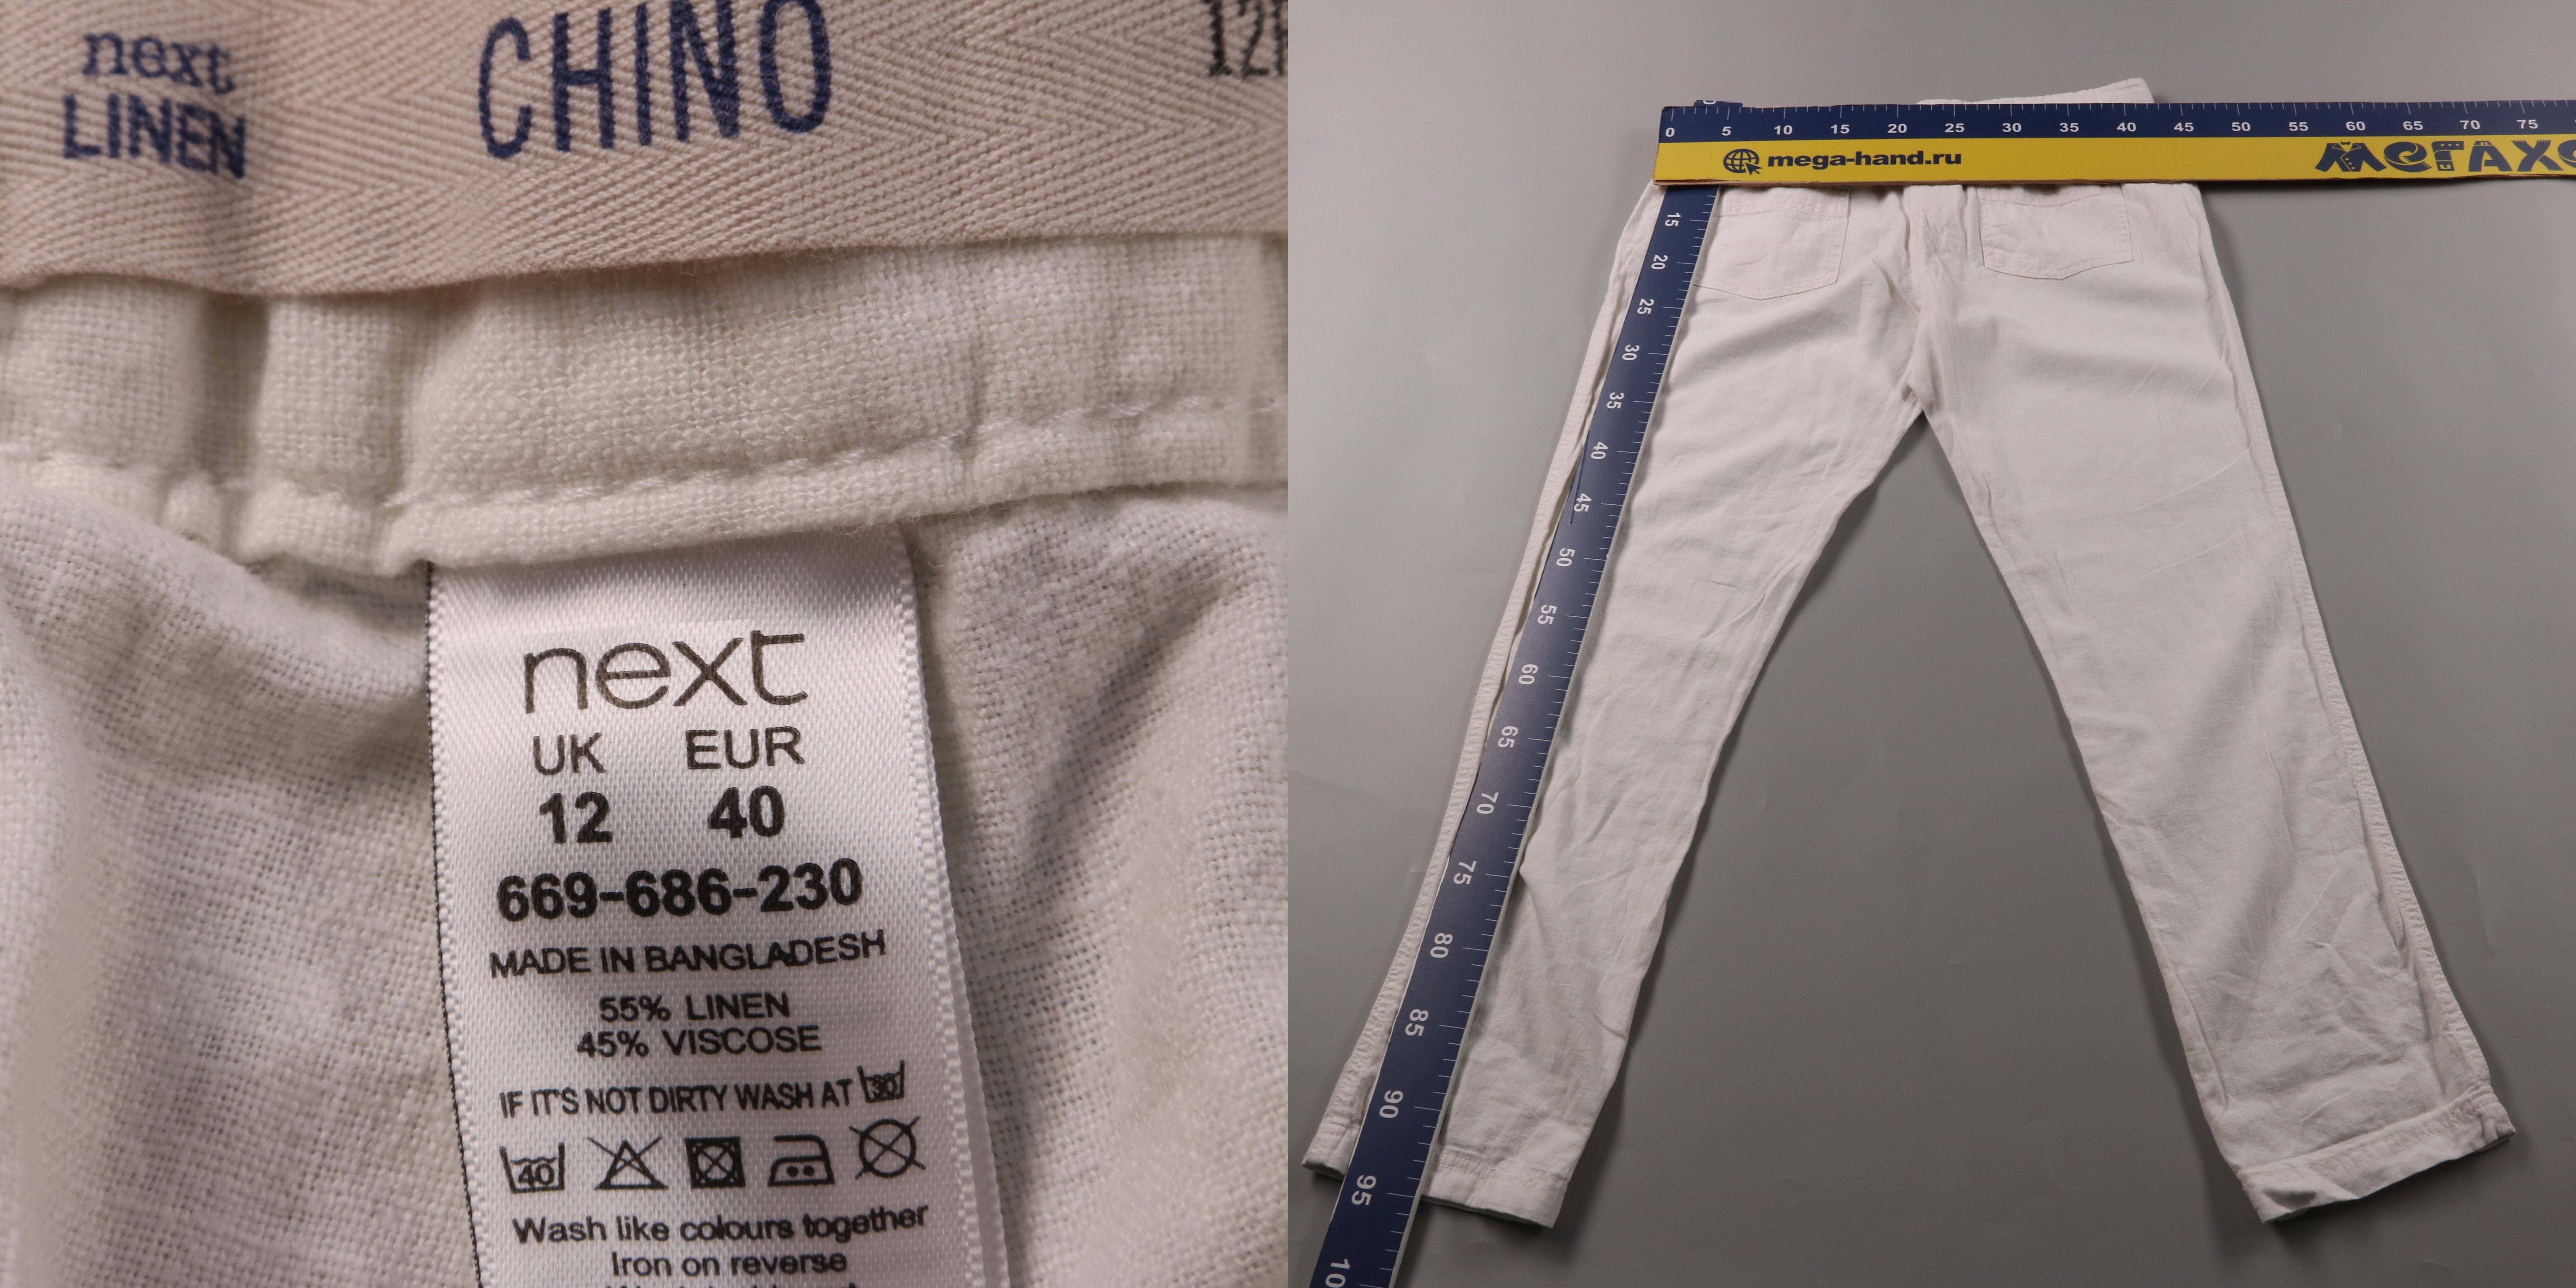 next
LINEN
CHINO
next
UK EUR
12 40
669-686-230
MADE IN BANGLADESH
55% LINEN
45% VISCOSE
IF IT'S NOT DIRTY WASH AT 30
40
Wash like colours together
Iron on reverse
0 5 10 15 20 25 30 35 40 45 50 55 60 65 70 75
mega-hand.ru
15
20
25
30
35
40
45
50
55
60
65
70
75
80
85
90
95